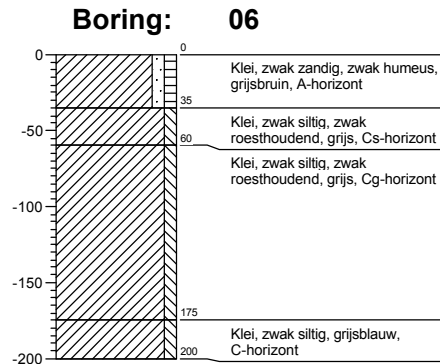 Boring: 06
0
0
Klei, zwak zandig, zwak humeus,
grijsbruin, A-horizont
35
Klei, zwak siltig, zwak
roesthoudend, grijs, Cs-horizont
-50
60
Klei, zwak siltig, zwak
roesthoudend, grijs, Cg-horizont
-100
-150
175
Klei, zwak siltig, grijsblauw,
C-horizont
-200
200